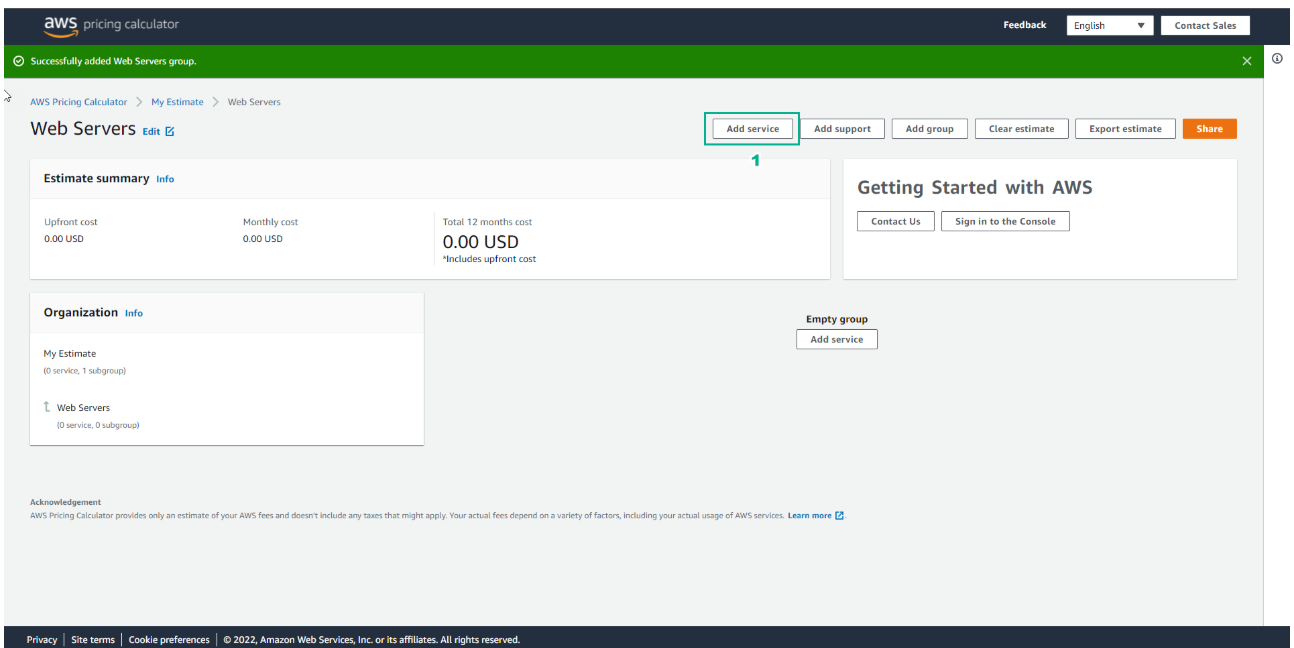 aws pricing calculator
Feedback
English
Contact Sales
Successfully added Web Servers group.
AWS Pricing Calculator
My Estimate
Web Servers
Web Servers Edit
Add service
Add support
Add group
Clear estimate
Export estimate
Share
1
Estimate summary Info
Upfront cost
0.00 USD
Monthly cost
0.00 USD
Total 12 months cost
0.00 USD
*Includes upfront cost
Getting Started with AWS
Contact Us
Sign in to the Console
Organization Info
My Estimate
(0 service, 1 subgroup)
Web Servers
(0 service, 0 subgroup)
Empty group
Add service
Acknowledgement
AWS Pricing Calculator provides only an estimate of your AWS fees and doesn't include any taxes that might apply. Your actual fees depend on a variety of factors, including your actual usage of AWS services. Learn more
Privacy | Site terms | Cookie preferences | © 2022, Amazon Web Services, Inc. or its affiliates. All rights reserved.